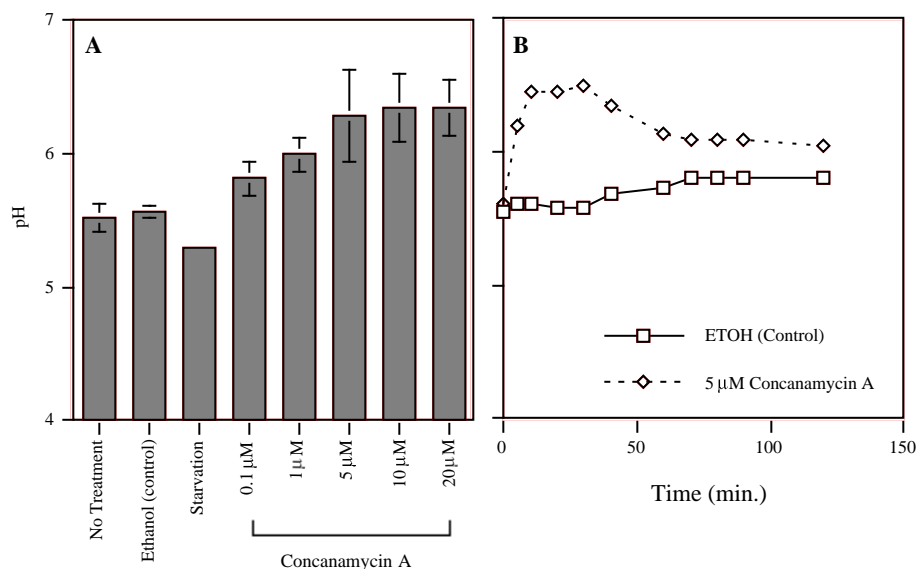 A
B
7
6
5
4
pH
No Treatment
Ethanol (control)
Starvation
0.1 µM
1 µM
5 µM
10 µM
20 µM
Concanamycin A
ETOH (Control)
5 µM Concanamycin A
0
50
100
150
Time (min.)